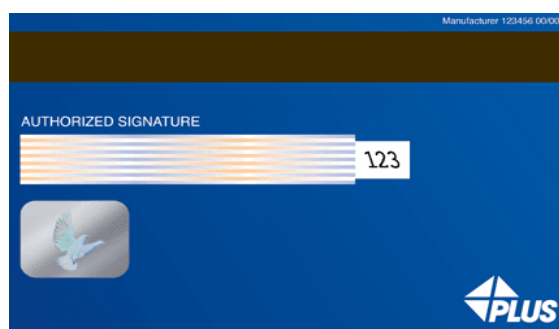 Manufacturer 123456 00/00
AUTHORIZED SIGNATURE
123
PLUS